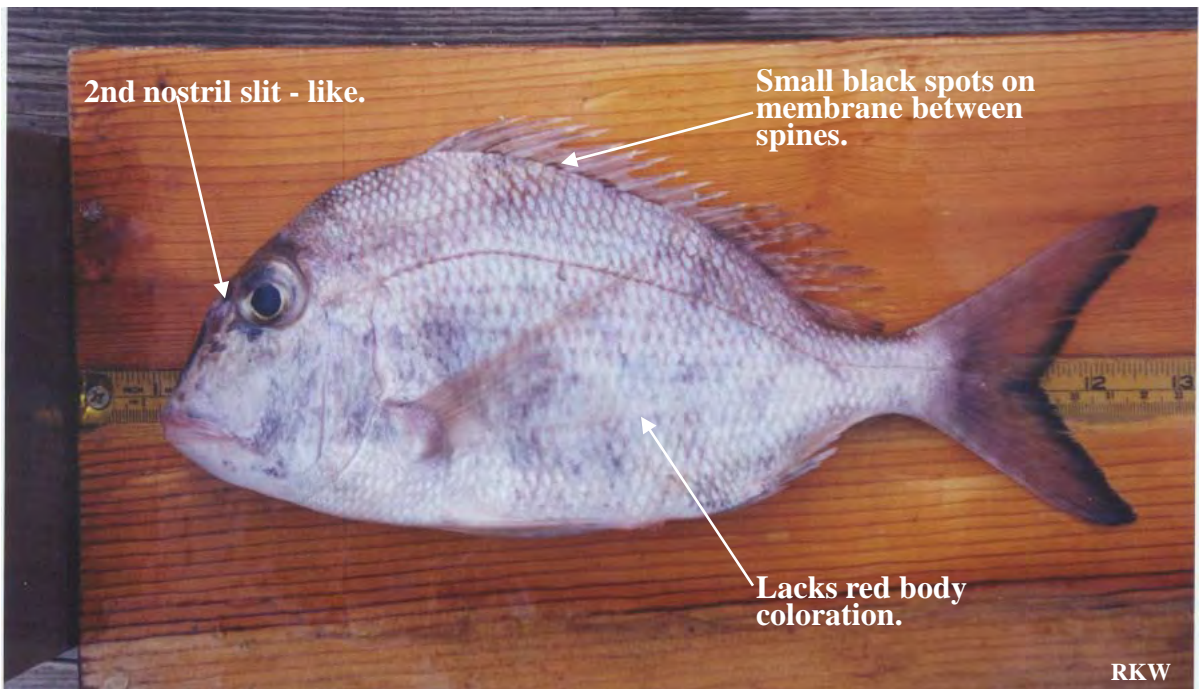 2nd nostril slit - like.
Small black spots on
membrane between
spines.
Lacks red body
coloration.
RKW
12
13